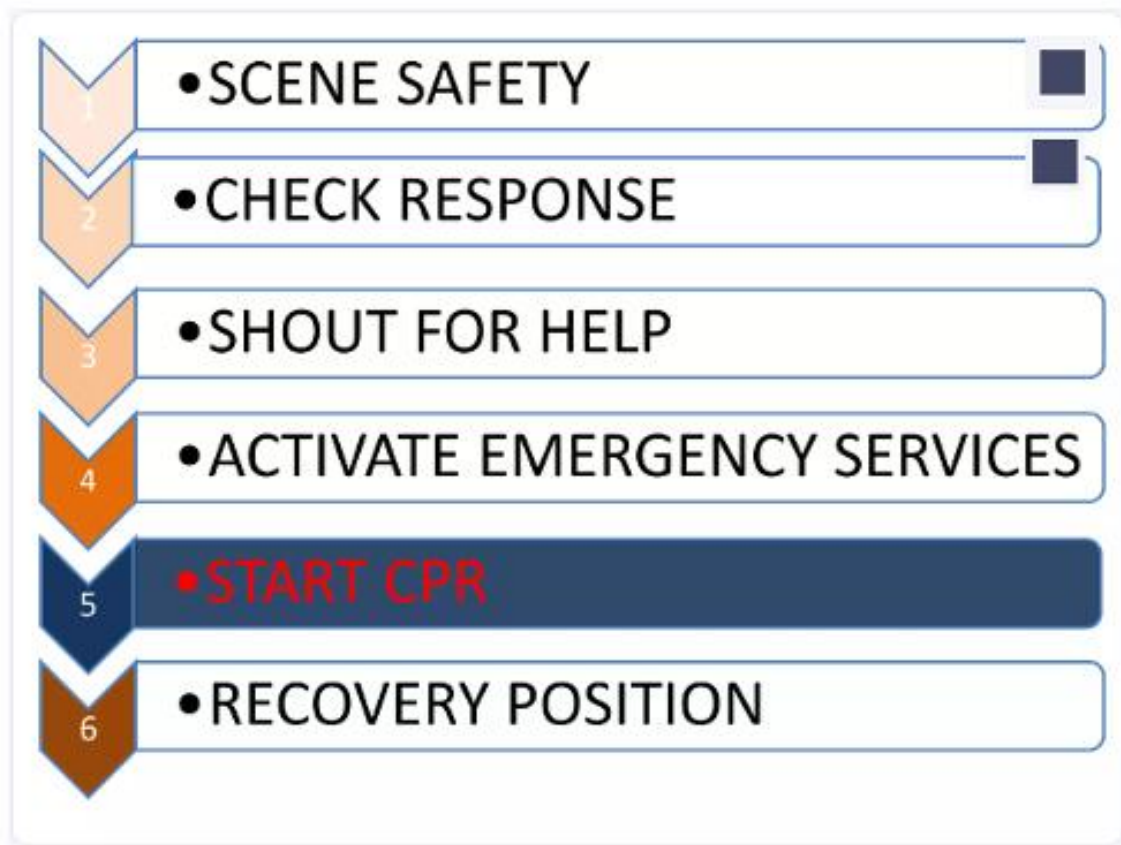 1 •SCENE SAFETY
2 •CHECK RESPONSE
3 •SHOUT FOR HELP
4 •ACTIVATE EMERGENCY SERVICES
5 •START CPR
6 •RECOVERY POSITION